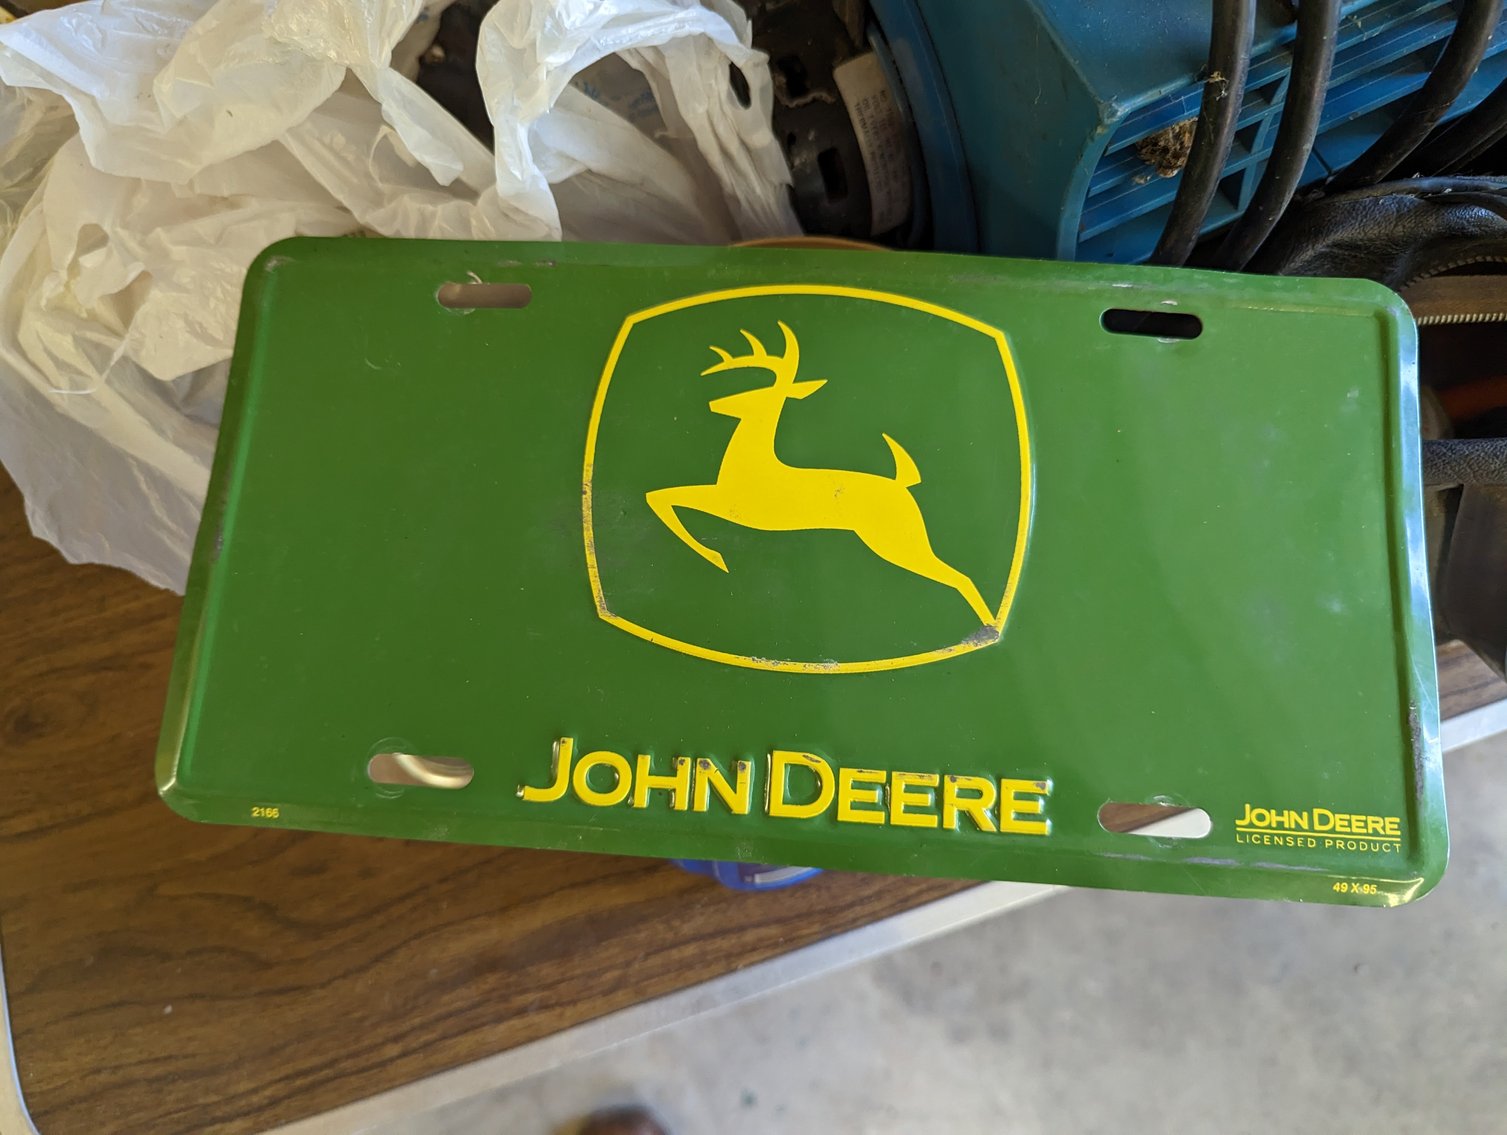 JOHN DEERE
2166
JOHN DEERE
LICENSED PRODUCT
49 X 95